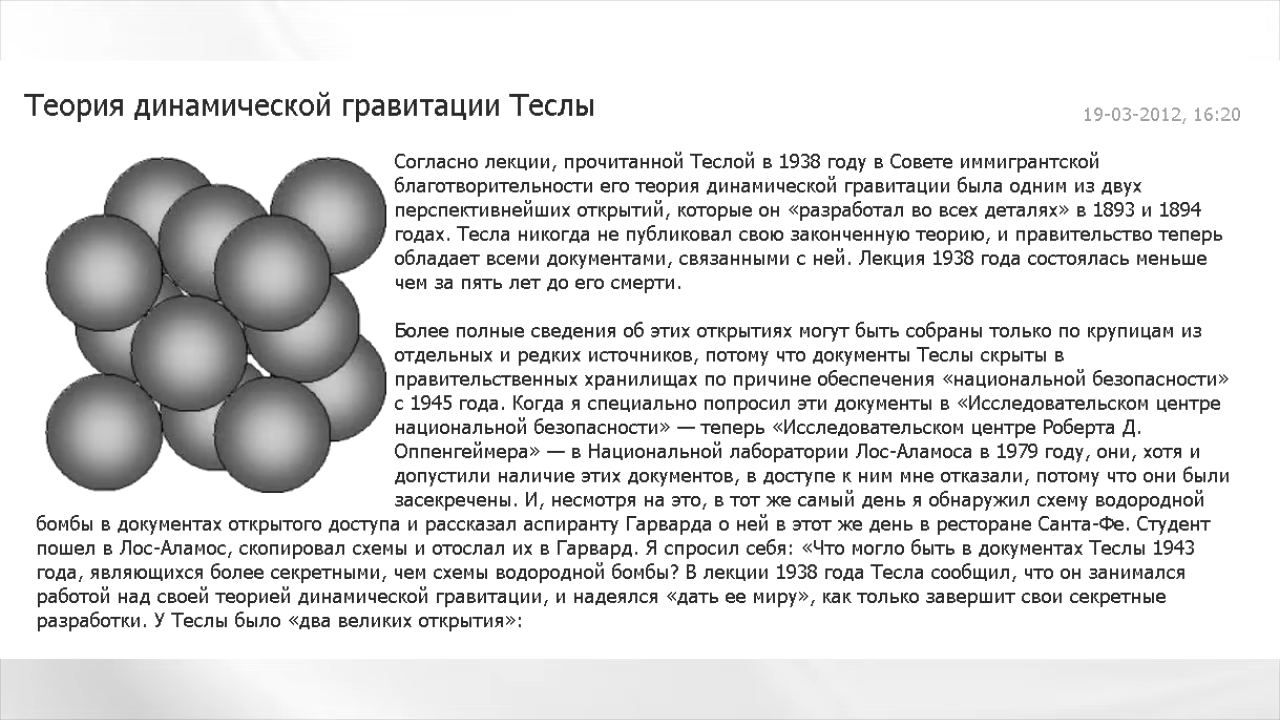 Теория динамической гравитации Теслы
19-03-2012, 16:20
Согласно лекции, прочитанной Теслой в 1938 году в Совете иммигрантской
благотворительности его теория динамической гравитации была одним из двух
перспективнейших открытий, которые он «разработал во всех деталях» в 1893 и 1894
годах. Тесла никогда не публиковал свою законченную теорию, и правительство теперь
обладает всеми документами, связанными с ней. Лекция 1938 года состоялась меньше
чем за пять лет до его смерти.
Более полные сведения об этих открытиях могут быть собраны только по крупицам из
отдельных и редких источников, потому что документы Теслы скрыты в
правительственных хранилищах по причине обеспечения «национальной безопасности»
с 1945 года. Когда я специально попросил эти документы в «Исследовательском центре
национальной безопасности» — теперь «Исследовательском центре Роберта Д.
Оппенгеймера» — в Национальной лаборатории Лос-Аламоса в 1979 году, они, хотя и
допустили наличие этих документов, в доступе к ним мне отказали, потому что они были
засекречены. И, несмотря на это, в тот же самый день я обнаружил схему водородной
бомбы в документах открытого доступа и рассказал аспиранту Гарварда о ней в этот же день в ресторане Санта-Фе. Студент
пошел в Лос-Аламос, скопировал схемы и отослал их в Гарвард. Я спросил себя: «Что могло быть в документах Теслы 1943
года, являющихся более секретными, чем схемы водородной бомбы? В лекции 1938 года Тесла сообщил, что он занимался
работой над своей теорией динамической гравитации, и надеялся «дать ее миру», как только завершит свои секретные
разработки. У Теслы было «два великих открытия»: